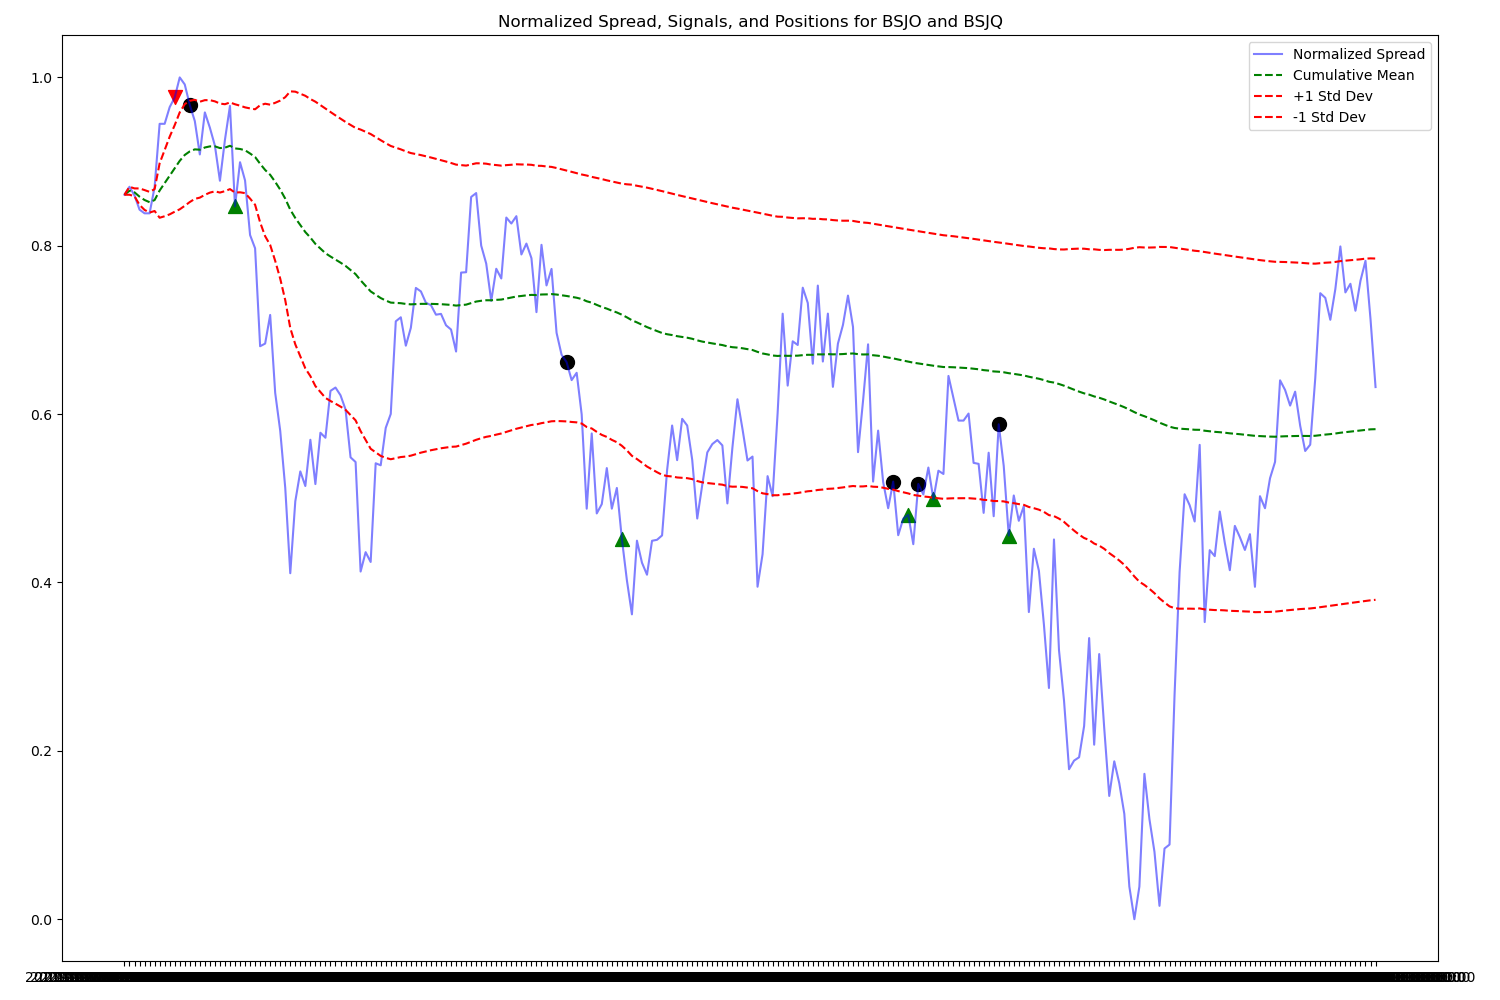 Normalized Spread, Signals, and Positions for BSJO and BSJQ
Normalized Spread
Cumulative Mean
+1 Std Dev
-1 Std Dev
1.0
0.8
0.6
0.4
0.2
0.0